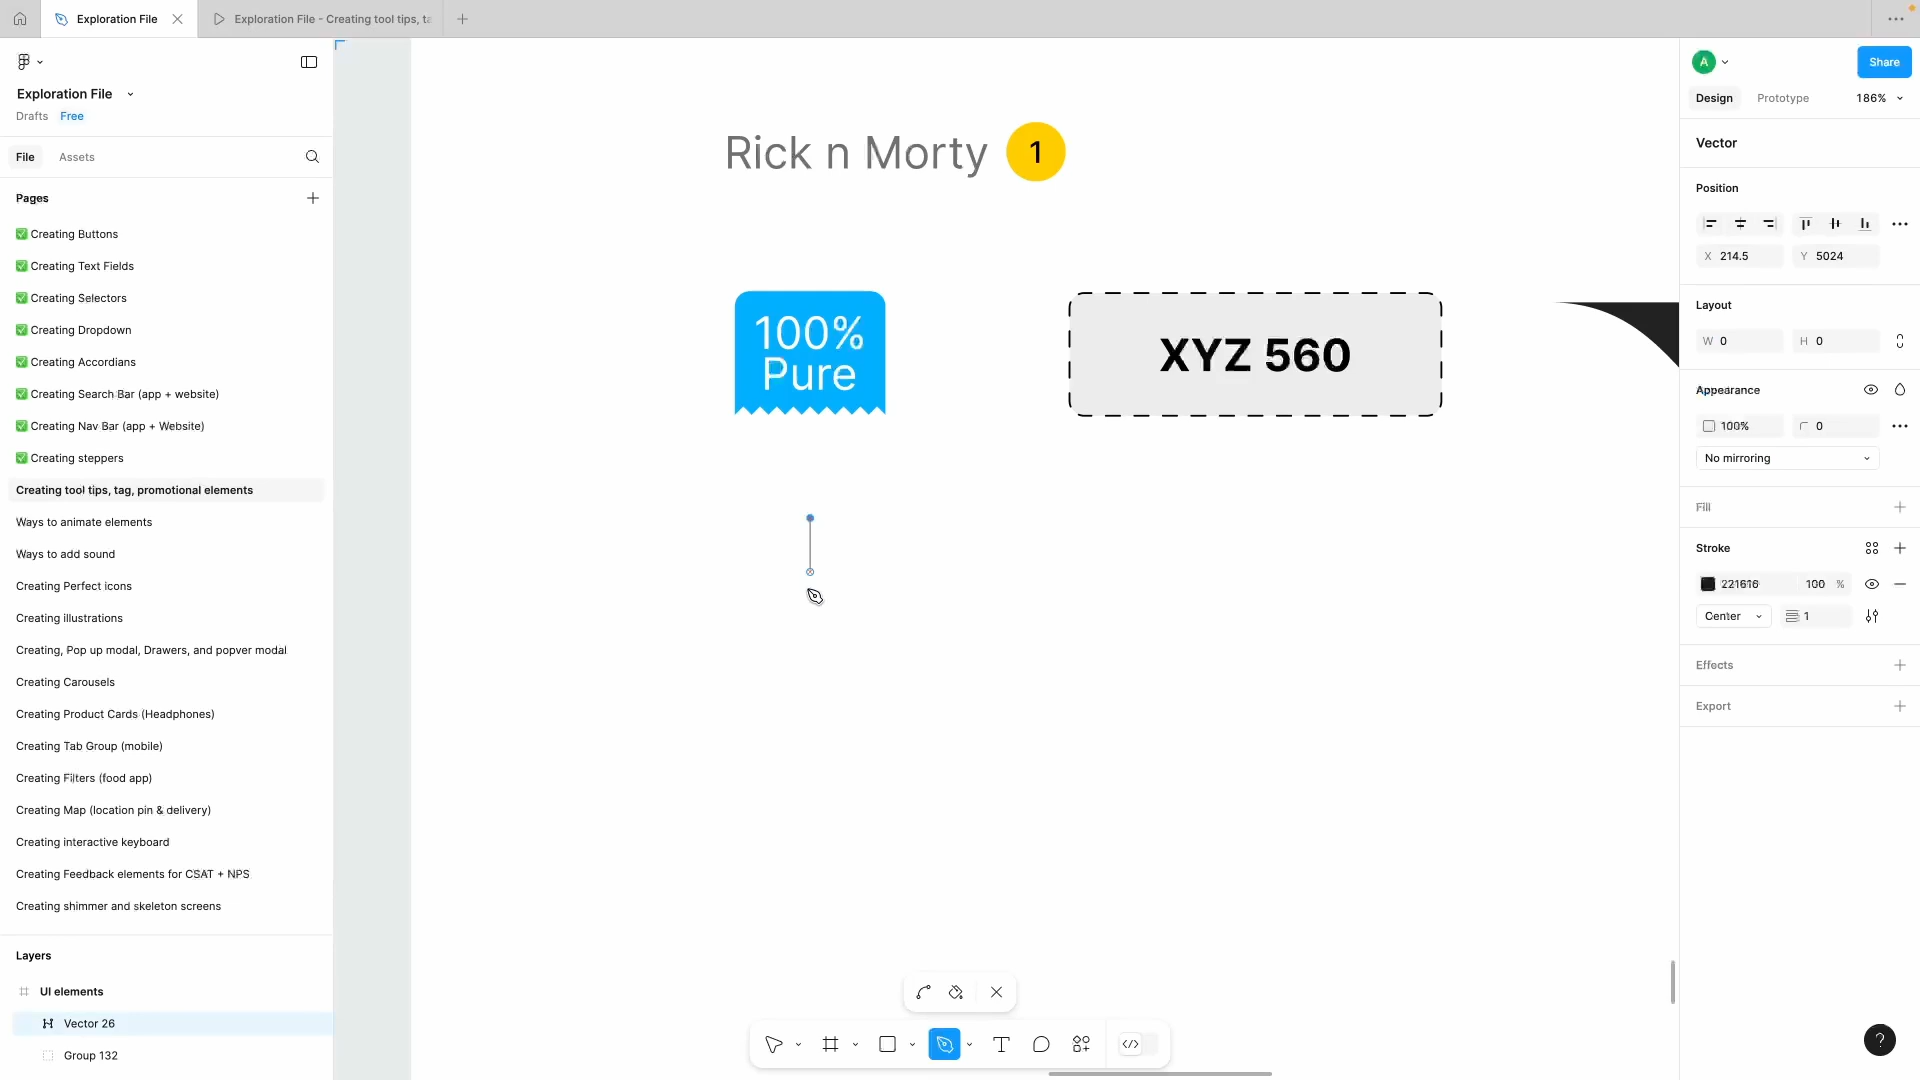 Exploration File
Exploration File - Creating tool tips, ta
Exploration File
Drafts Free
File Assets
Pages
✅ Creating Buttons
✅ Creating Text Fields
✅ Creating Selectors
✅ Creating Dropdown
✅ Creating Accordians
✅ Creating Search Bar (app + website)
✅ Creating Nav Bar (app + Website)
✅ Creating steppers
Creating tool tips, tag, promotional elements
Ways to animate elements
Ways to add sound
Creating Perfect icons
Creating illustrations
Creating, Pop up modal, Drawers, and popver modal
Creating Carousels
Creating Product Cards (Headphones)
Creating Tab Group (mobile)
Creating Filters (food app)
Creating Map (location pin & delivery)
Creating interactive keyboard
Creating Feedback elements for CSAT + NPS
Creating shimmer and skeleton screens
Layers
UI elements
Vector 26
Group 132
Rick n Morty 1
100%
Pure
XYZ 560
A
Share
Design Prototype 186%
Vector
Position
X 214.5 Y 5024
Layout
W 0 H 0
Appearance
100% 0
No mirroring
Fill
Stroke
221616 100 %
Center 1
Effects
Export
?